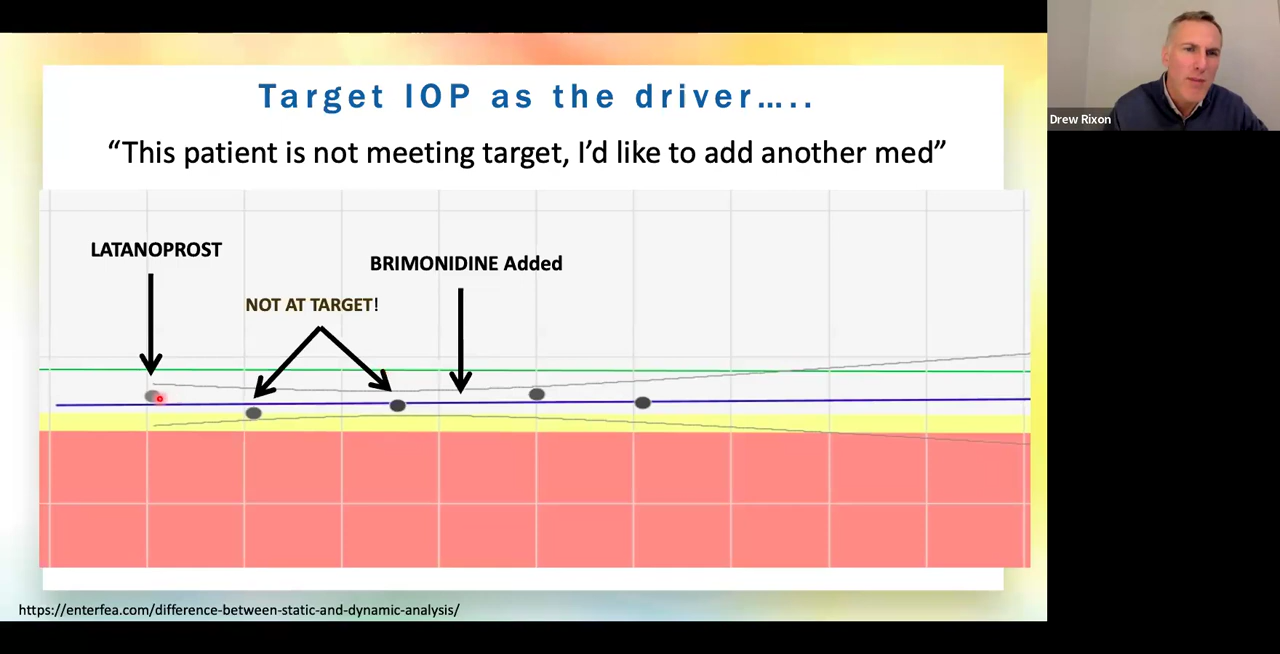 Target IOP as the driver…..
“This patient is not meeting target, I’d like to add another med”
LATANOPROST
BRIMONIDINE Added
NOT AT TARGET!
https://enterfea.com/difference-between-static-and-dynamic-analysis/
Drew Rixon